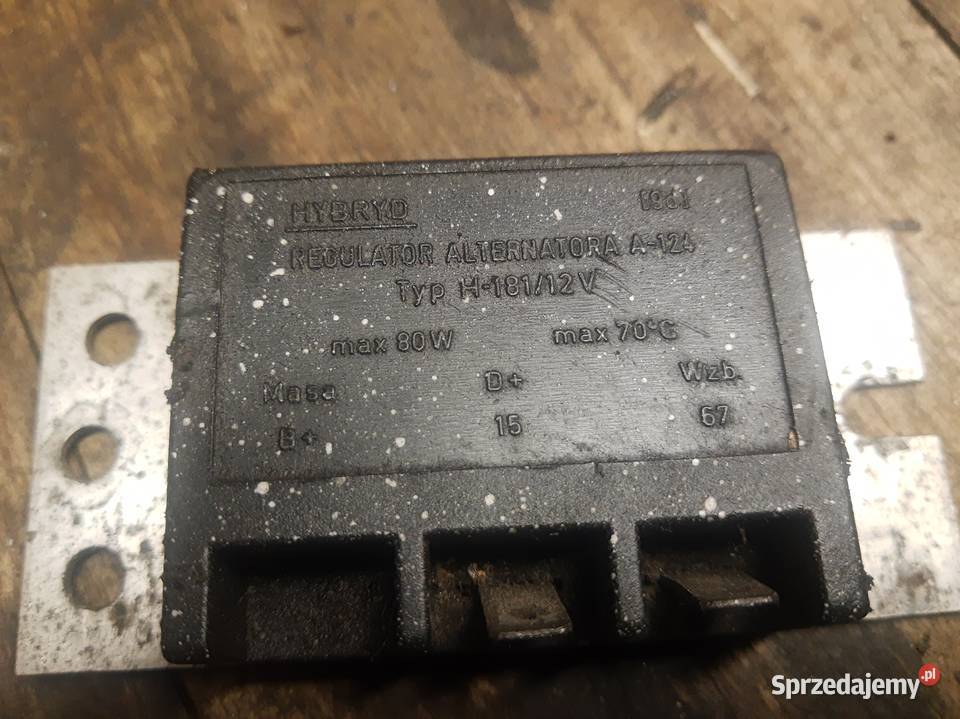 HYBRYD
REGULATOR ALTERNATORA A-124
Typ H-181/12V
max 80W max 70°C
Masa D+ Wzb.
B+ 15 67
Sprzedajemy.pl